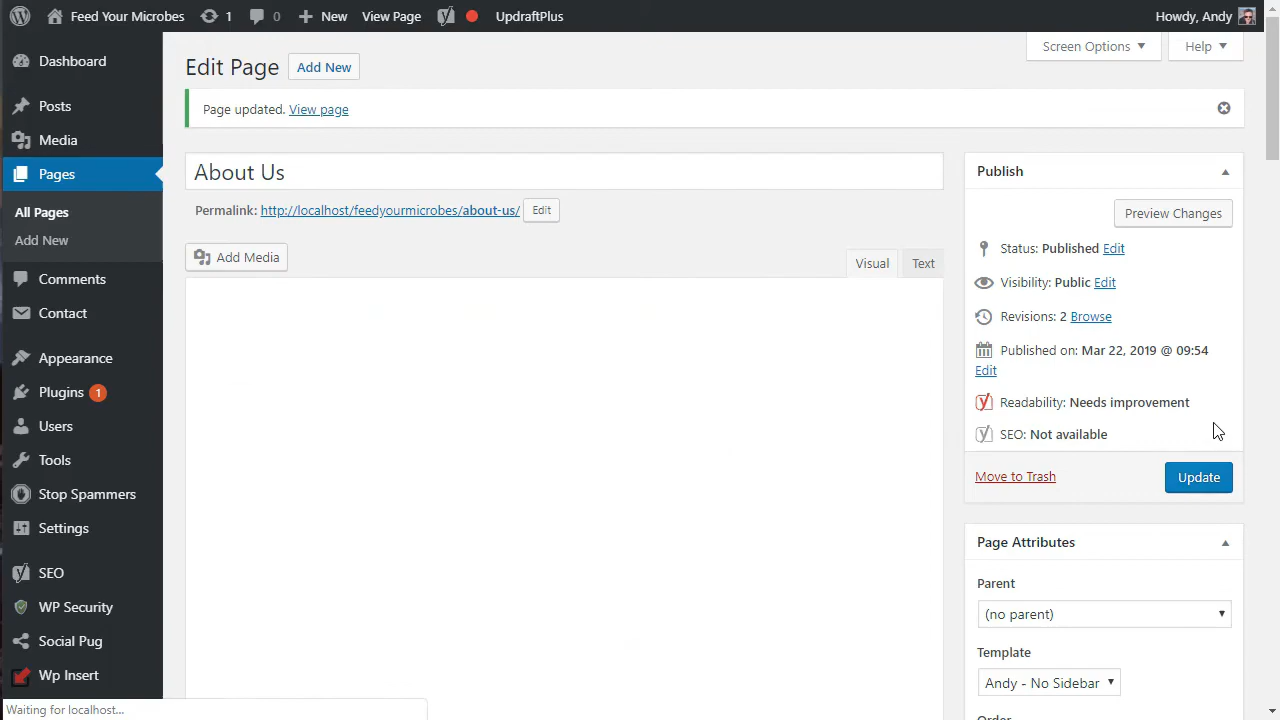 Feed Your Microbes 1 0 New View Page UpdraftPlus Howdy, Andy
Screen Options Help
Dashboard
Posts
Media
Pages
All Pages
Add New
Comments
Contact
Appearance
Plugins 1
Users
Tools
Stop Spammers
Settings
SEO
WP Security
Social Pug
Wp Insert
Edit Page Add New
Page updated. View page
About Us
Permalink: http://localhost/feedyourmicrobes/about-us/ Edit
Add Media
Visual Text
Publish
Preview Changes
Status: Published Edit
Visibility: Public Edit
Revisions: 2 Browse
Published on: Mar 22, 2019 @ 09:54
Edit
Readability: Needs improvement
SEO: Not available
Move to Trash Update
Page Attributes
Parent
(no parent)
Template
Andy - No Sidebar
Order
Waiting for localhost...